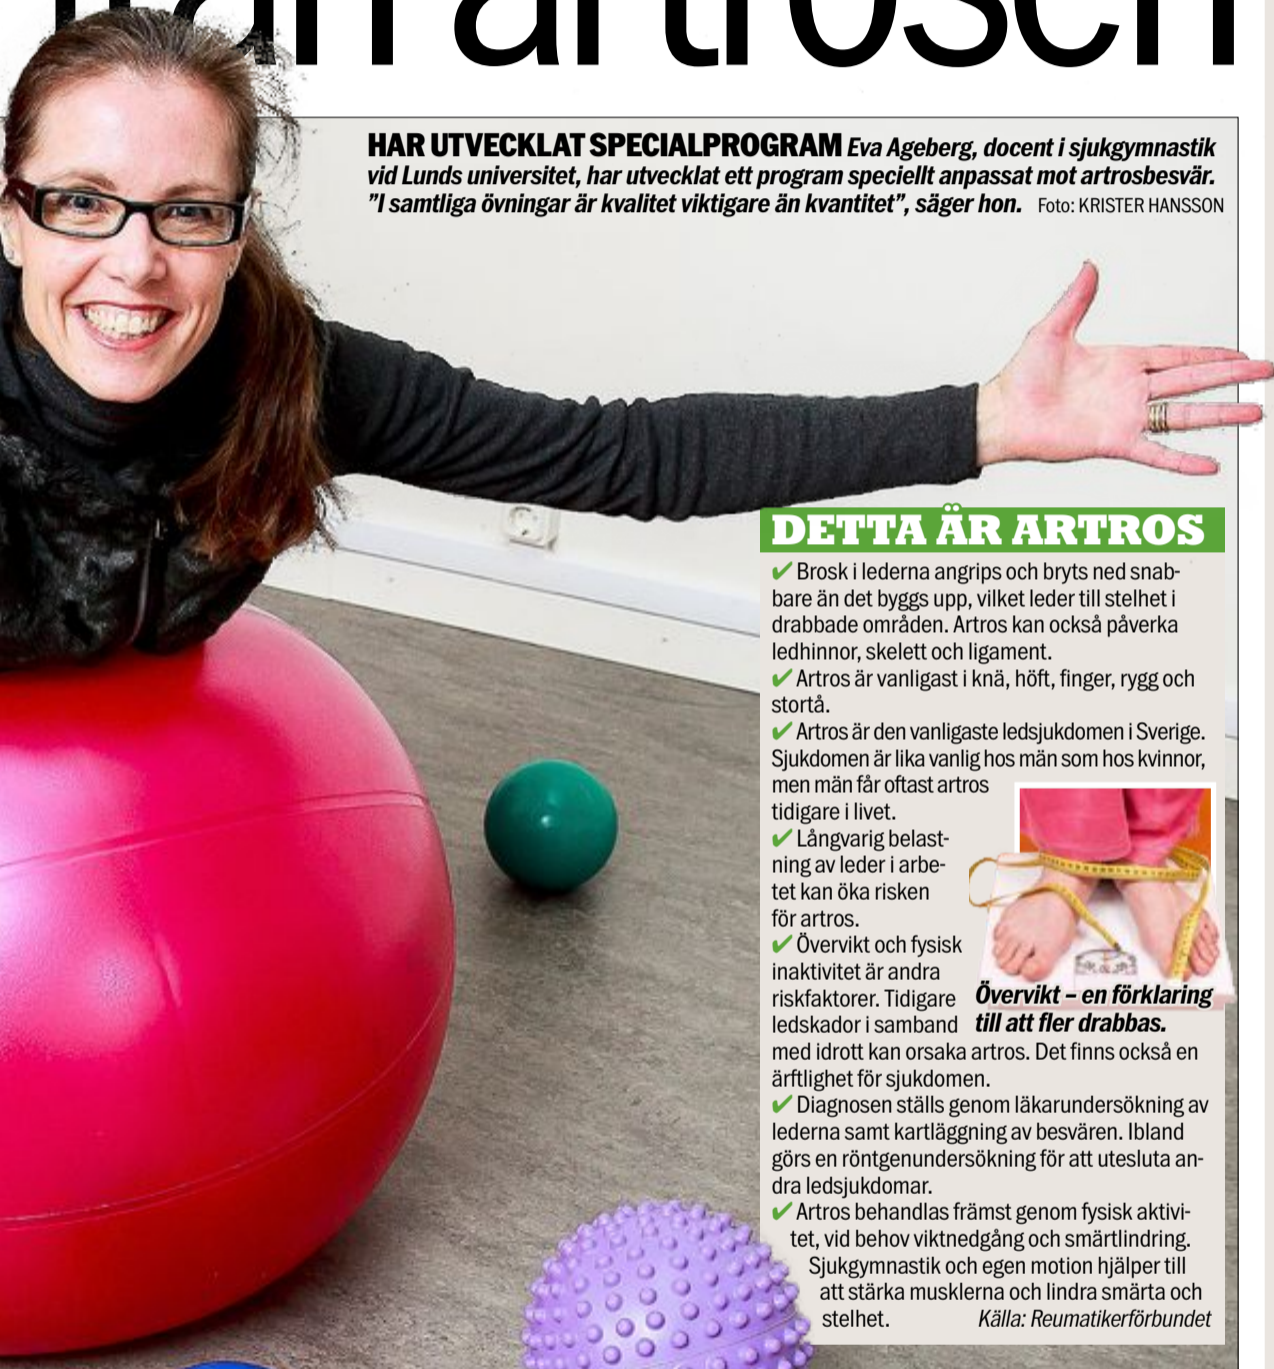 från artrosen
HAR UTVECKLAT SPECIALPROGRAM Eva Ageberg, docent i sjukgymnastik
vid Lunds universitet, har utvecklat ett program speciellt anpassat mot artrosbesvär.
”I samtliga övningar är kvalitet viktigare än kvantitet”, säger hon. Foto: KRISTER HANSSON
DETTA ÄR ARTROS
✔ Brosk i lederna angrips och bryts ned snab-
bare än det byggs upp, vilket leder till stelhet i
drabbade områden. Artros kan också påverka
ledhinnor, skelett och ligament.
✔ Artros är vanligast i knä, höft, finger, rygg och
stortå.
✔ Artros är den vanligaste ledsjukdomen i Sverige.
Sjukdomen är lika vanlig hos män som hos kvinnor,
men män får oftast artros
tidigare i livet.
✔ Långvarig belast-
ning av leder i arbe-
tet kan öka risken
för artros.
✔ Övervikt och fysisk
inaktivitet är andra
riskfaktorer. Tidigare
ledskador i samband
med idrott kan orsaka artros. Det finns också en
ärftlighet för sjukdomen.
✔ Diagnosen ställs genom läkarundersökning av
lederna samt kartläggning av besvären. Ibland
görs en röntgenundersökning för att utesluta an-
dra ledsjukdomar.
✔ Artros behandlas främst genom fysisk aktivi-
tet, vid behov viktnedgång och smärtlindring.
Sjukgymnastik och egen motion hjälper till
att stärka musklerna och lindra smärta och
stelhet. Källa: Reumatikerförbundet
Övervikt – en förklaring
till att fler drabbas.